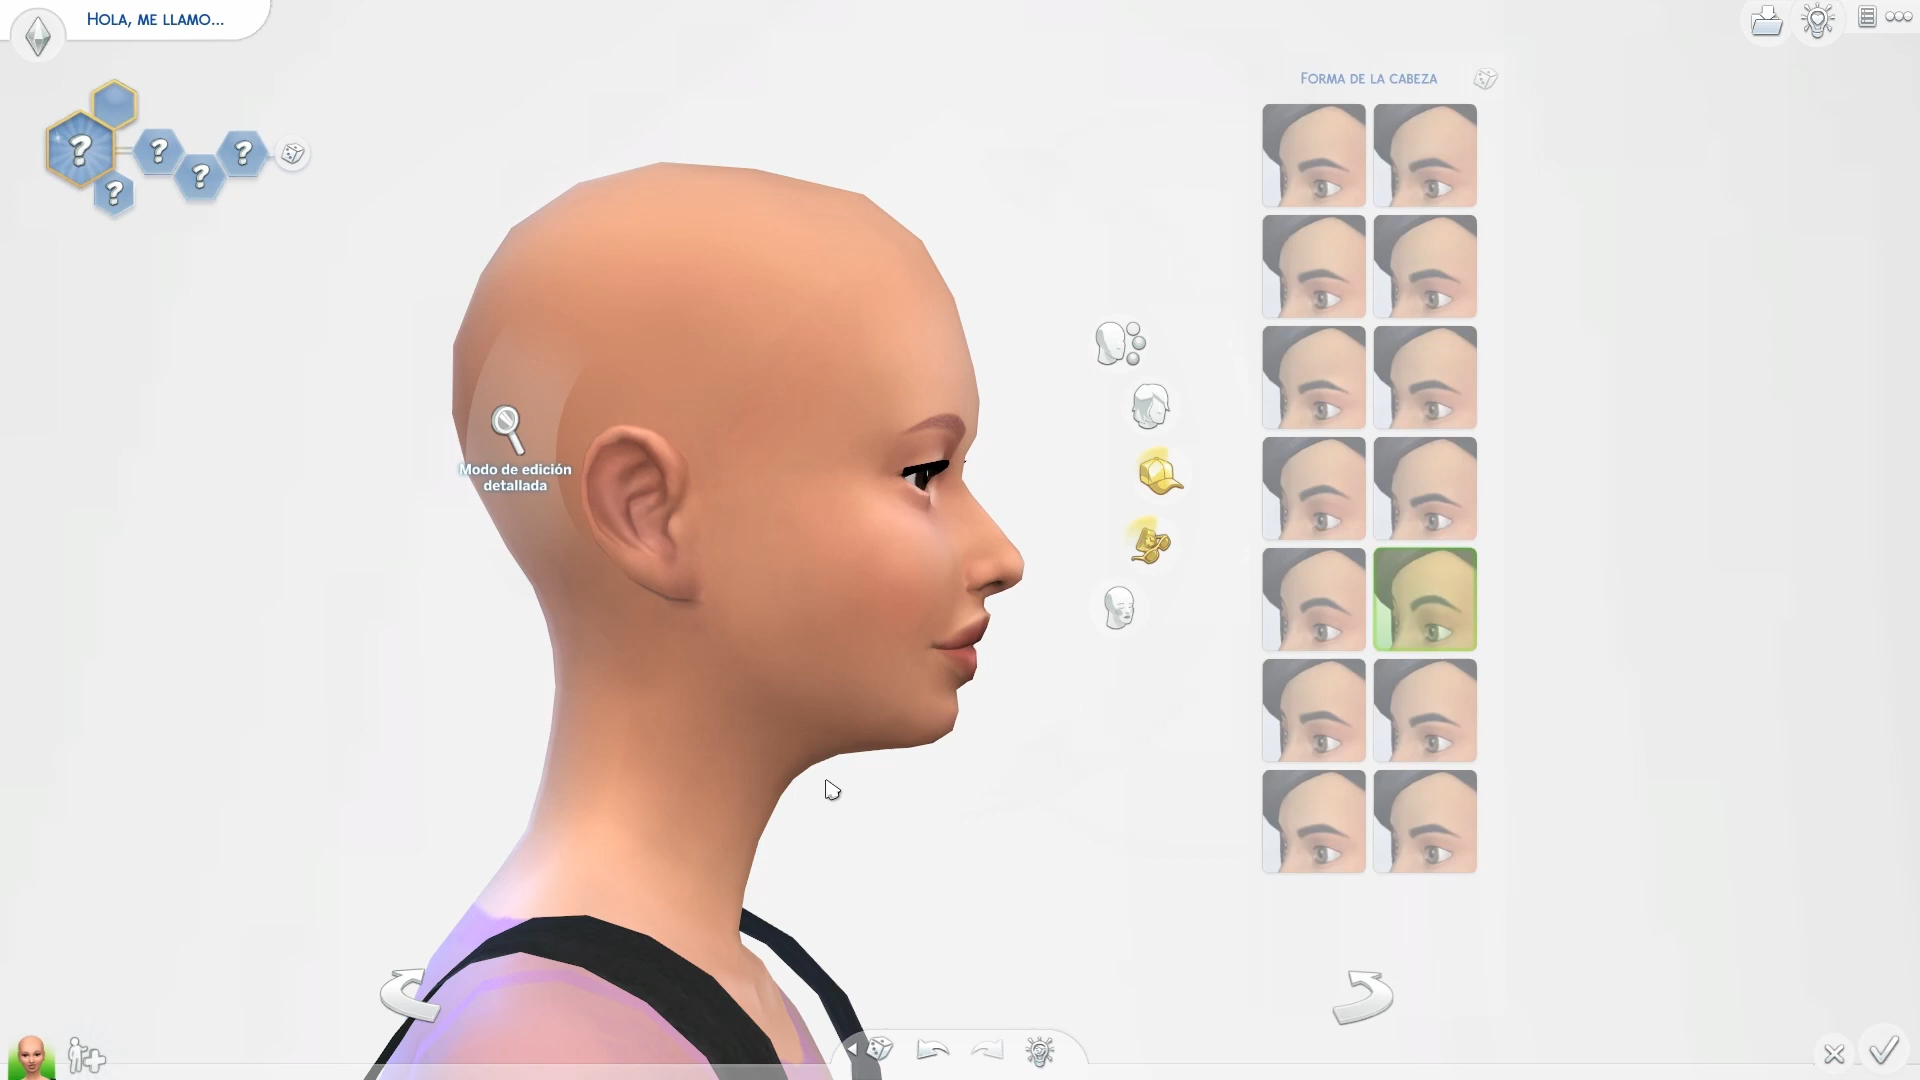 HOLA, ME LLAMO...
?
?
?
?
?
FORMA DE LA CABEZA
Modo de edición
detallada